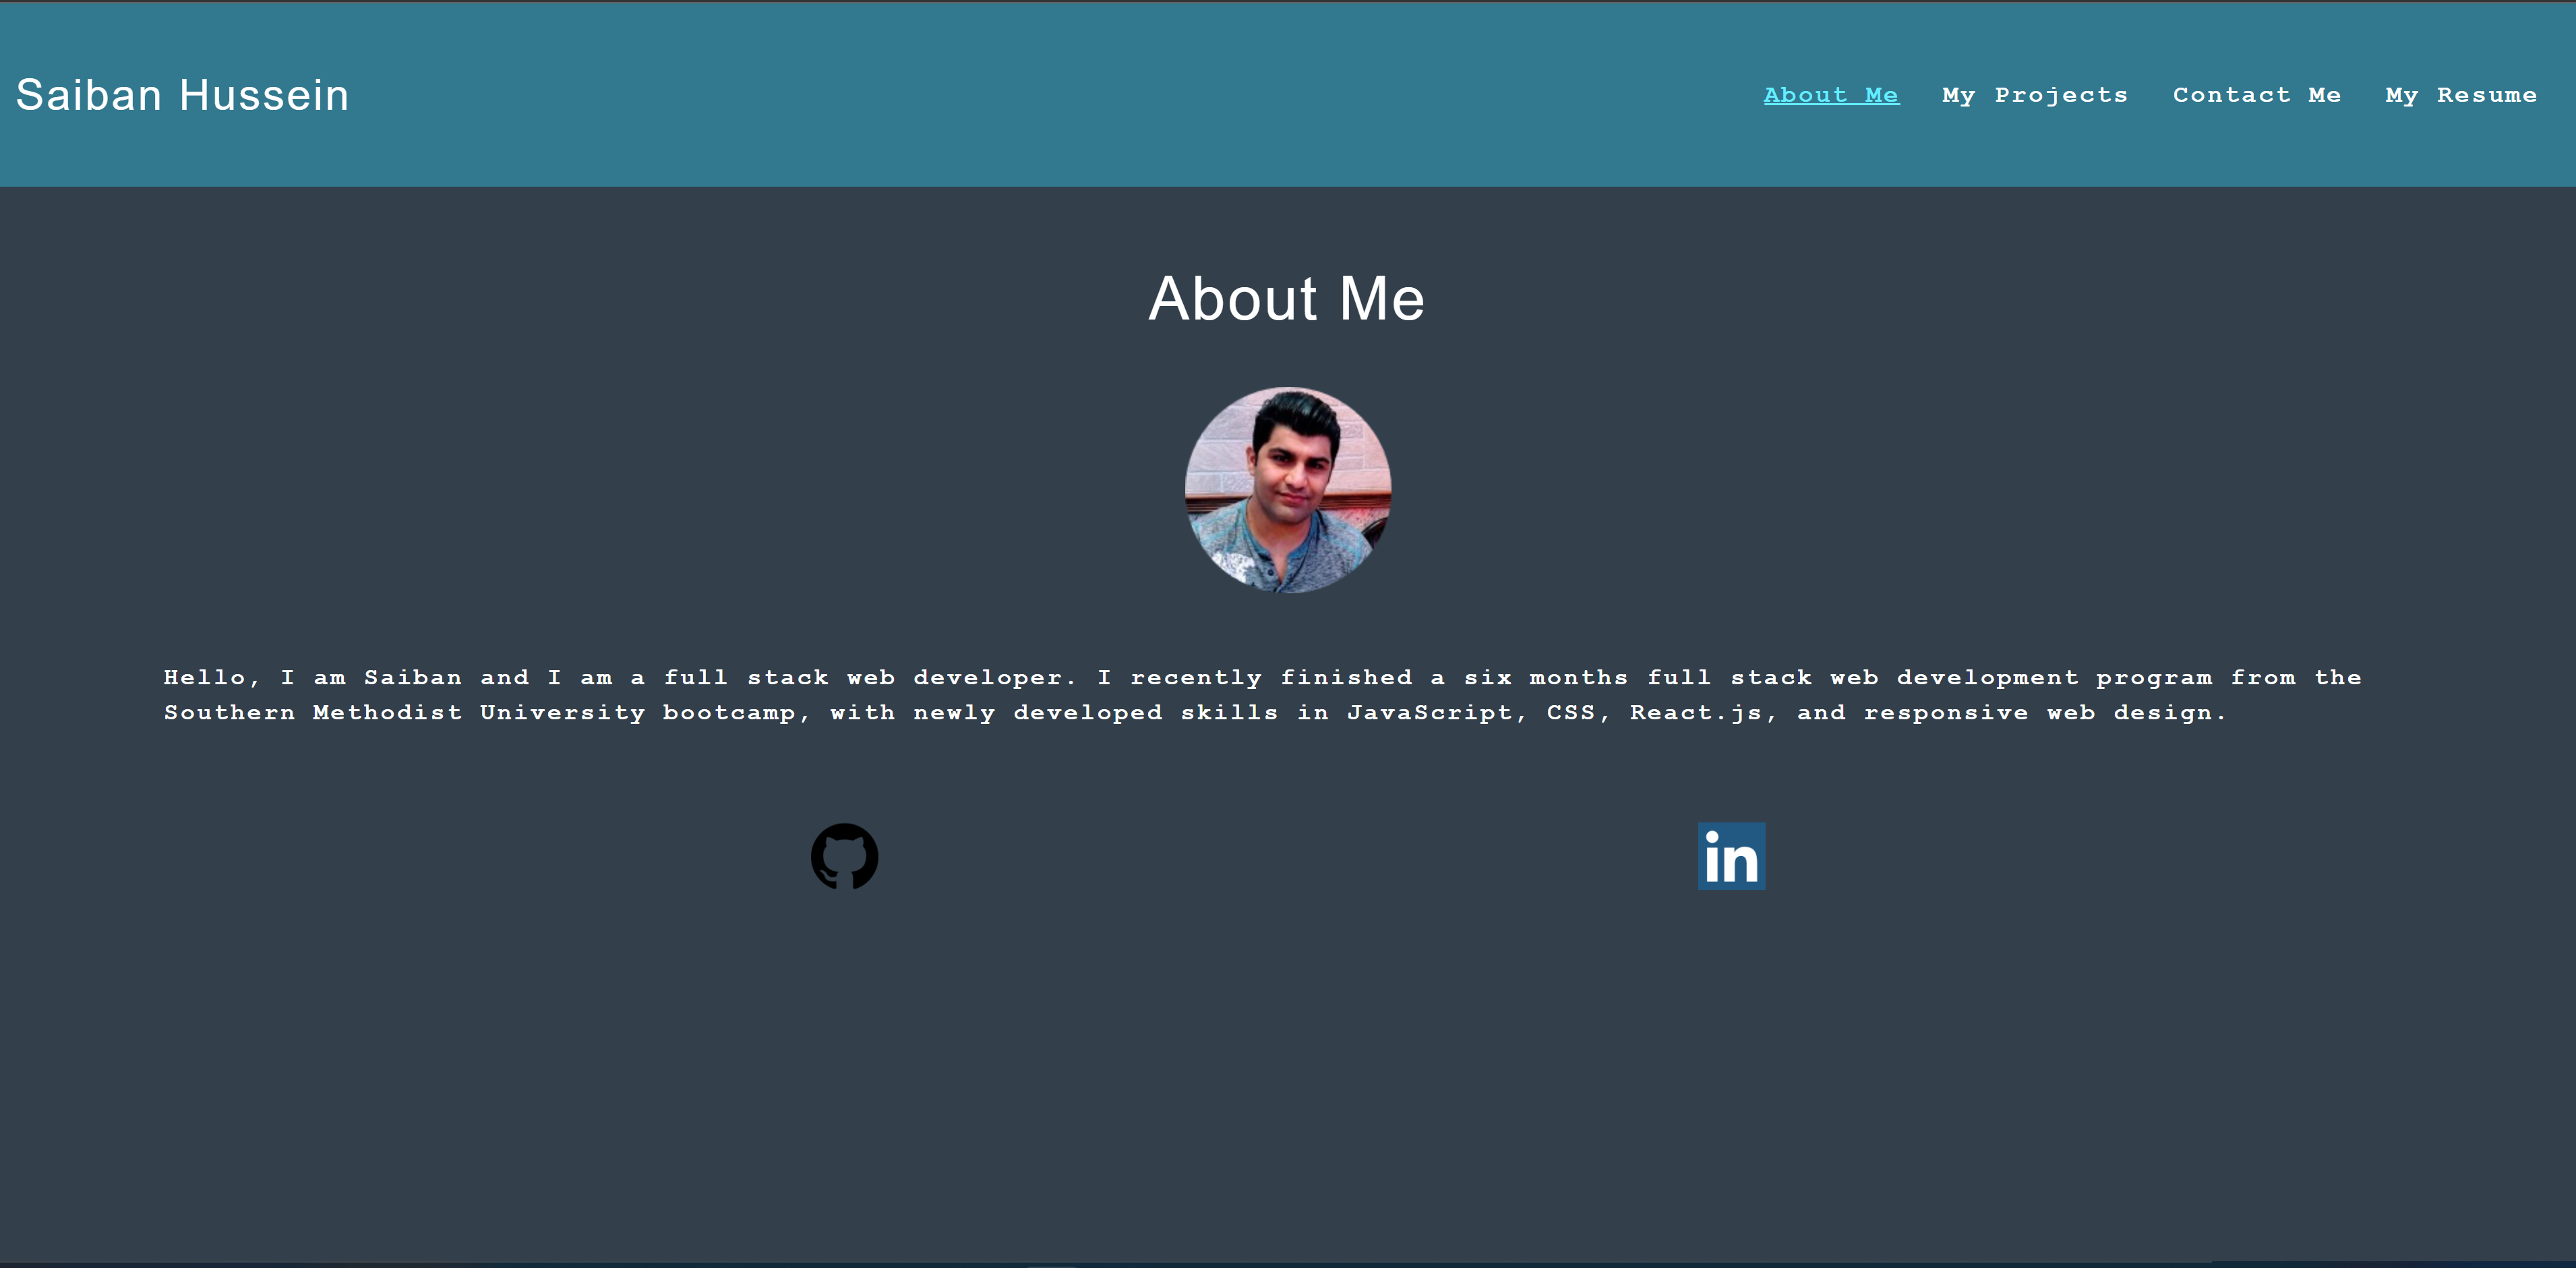 Saiban Hussein
About Me My Projects Contact Me My Resume
About Me
Hello, I am Saiban and I am a full stack web developer. I recently finished a six months full stack web development program from the
Southern Methodist University bootcamp, with newly developed skills in JavaScript, CSS, React.js, and responsive web design.
in